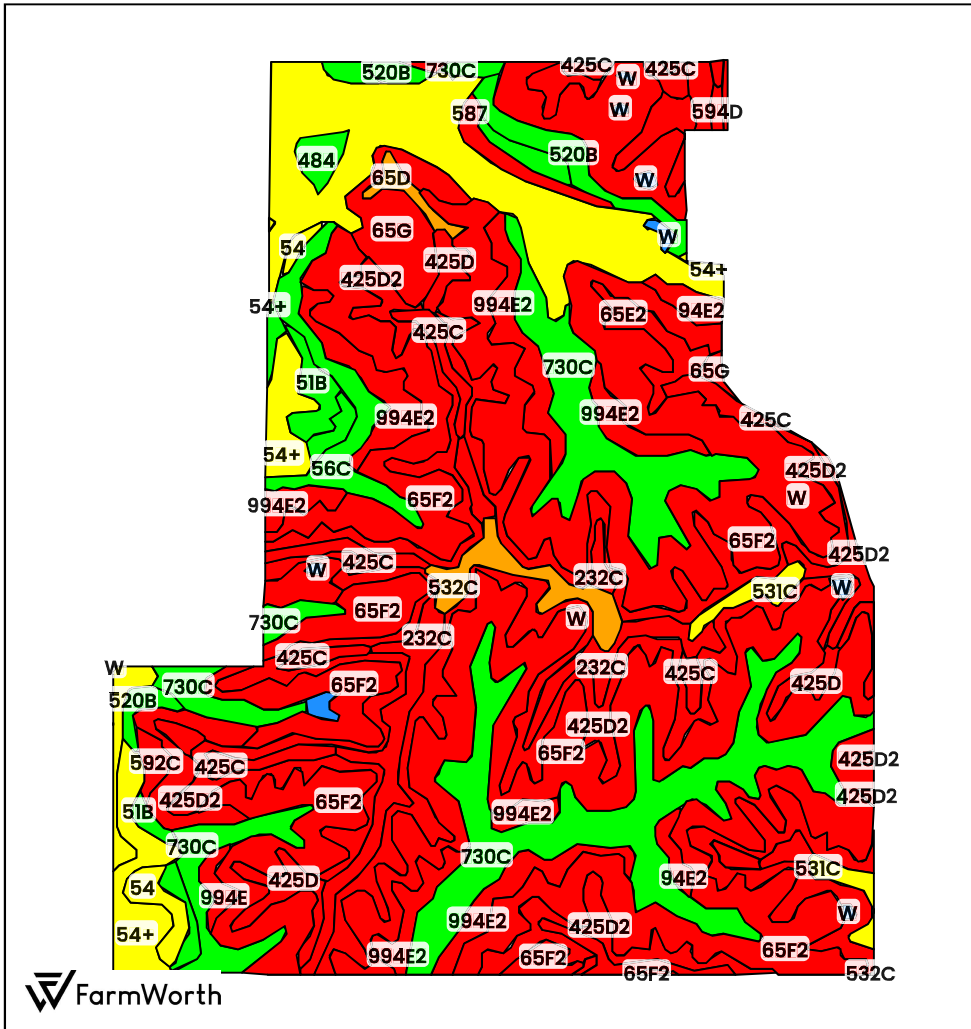 520B
730C
425C
W
425C
587
W
594D
484
520B
65D
W
65G
W
54
425D
54+
425D2
54+
994E2
65E2
94E2
425C
730C
65G
51B
994E2
994E2
425C
54+
56C
425D2
994E2
65F2
W
65F2
425D2
W
425C
532C
232C
531C
W
730C
65F2
W
232C
425C
W
232C
425C
730C
65F2
425D
520B
425D2
65F2
592C
425C
425D2
425D2
425D2
65F2
51B
994E2
730C
730C
531C
54
994E
425D
94E2
W
54+
994E2
425D2
994E2
65F2
65F2
65F2
532C
FarmWorth